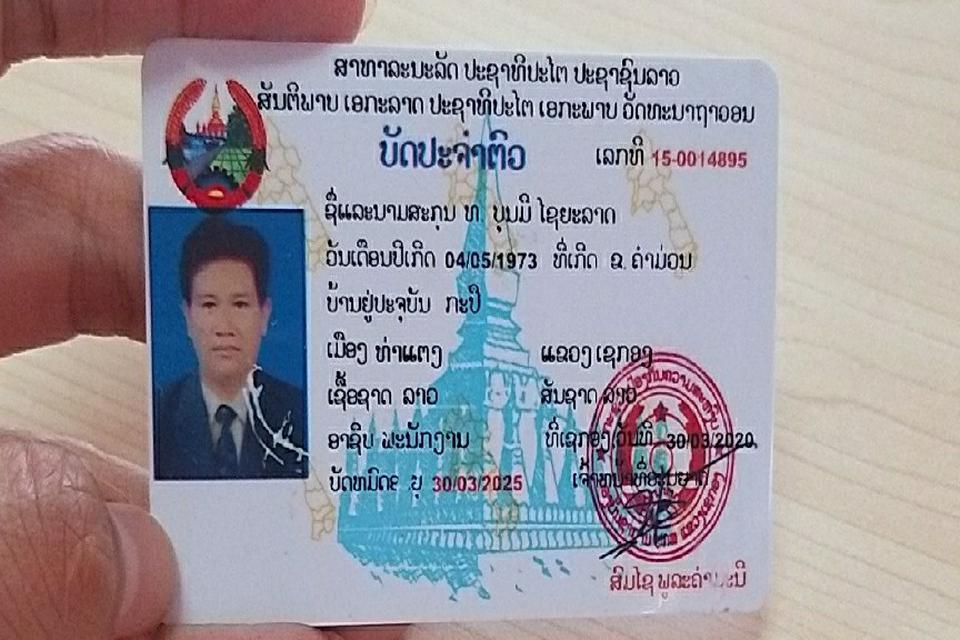 ສາທາລະນະລັດ ປະຊາທິປະໄຕ ປະຊາຊົນລາວ
ສັນຕິພາບ ເອກະລາດ ປະຊາທິປະໄຕ ເອກະພາບ ວັດທະນາຖາວອນ
ບັດປະຈຳຕົວ ເລກທີ 15-0014895
ຊື່ແລະນາມສະກຸນ ທ. ບຸນມີ ໄຊຍະລາດ
ວັນເດືອນປີເກີດ 04/05/1973 ທີ່ເກີດ ຂ. ຄຳມ່ວນ
ບ້ານຢູ່ປະຈຸບັນ ກະປີ
ເມືອງ ທ່າແຕງ ແຂວງ ເຊກອງ
ເຊື້ອຊາດ ລາວ ສັນຊາດ ລາວ
ອາຊີບ ພະນັກງານ ທີ່ເຊກອງ ວັນທີ 30/03/2020
ບັດຫມົດອາຍຸ 30/03/2025 ເຈົ້າຫນ້າທີ່ອະນຸຍາດ
ສົມໄຊ